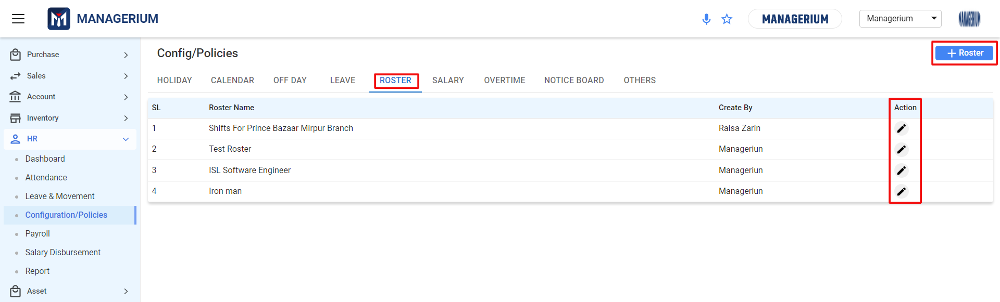 MANAGERIUM
MANAGERIUM
Managerium
MANAGERIUM
Purchase
Sales
Account
Inventory
HR
Dashboard
Attendance
Leave & Movement
Configuration/Policies
Payroll
Salary Disbursement
Report
Asset
Config/Policies
Roster
HOLIDAY CALENDAR OFF DAY LEAVE ROSTER SALARY OVERTIME NOTICE BOARD OTHERS
SL Roster Name Create By Action
1 Shifts For Prince Bazaar Mirpur Branch Raisa Zarin
2 Test Roster Manageriun
3 ISL Software Engineer Manageriun
4 Iron man Manageriun